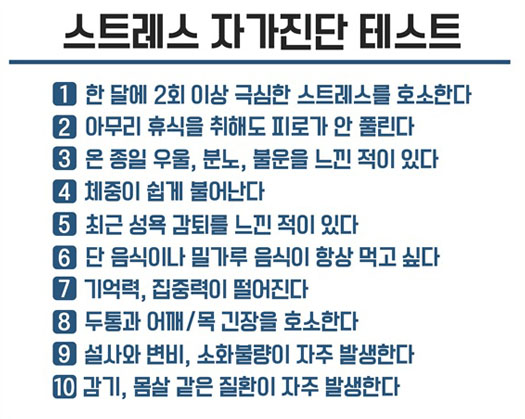 스트레스 자가진단 테스트
1 한 달에 2회 이상 극심한 스트레스를 호소한다
2 아무리 휴식을 취해도 피로가 안 풀린다
3 온 종일 우울, 분노, 불운을 느낀 적이 있다
4 체중이 쉽게 불어난다
5 최근 성욕 감퇴를 느낀 적이 있다
6 단 음식이나 밀가루 음식이 항상 먹고 싶다
7 기억력, 집중력이 떨어진다
8 두통과 어깨/목 긴장을 호소한다
9 설사와 변비, 소화불량이 자주 발생한다
10 감기, 몸살 같은 질환이 자주 발생한다